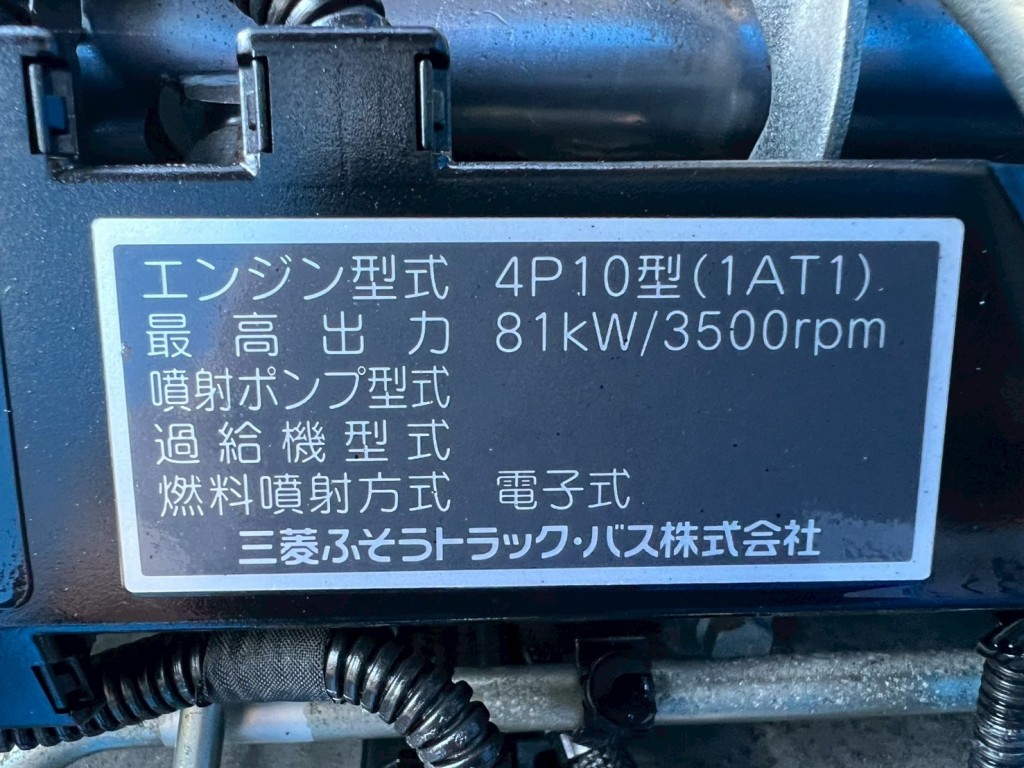 エンジン型式 4P10型(1AT1)
最高出力 81kW/3500rpm
噴射ポンプ型式
過給機型式
燃料噴射方式 電子式
三菱ふそうトラック・バス株式会社